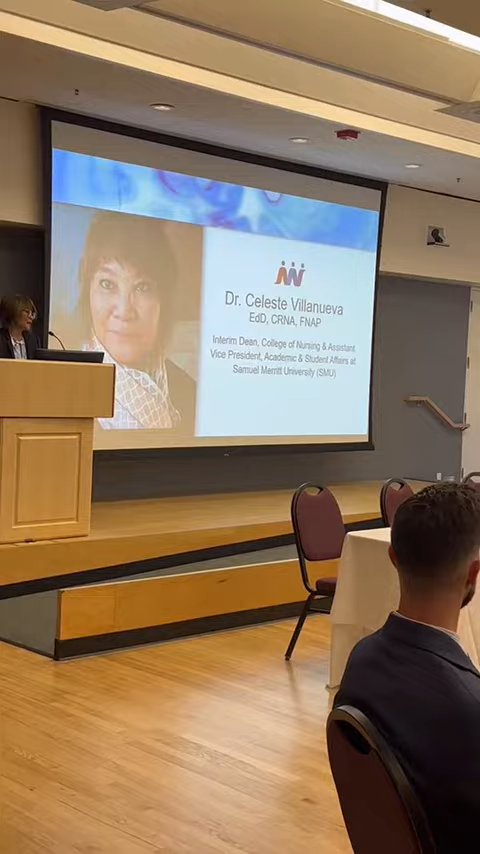 Dr. Celeste Villanueva
EdD, CRNA, FNAP
Interim Dean, College of Nursing & Assistant
Vice President, Academic & Student Affairs at
Samuel Merritt University (SMU)